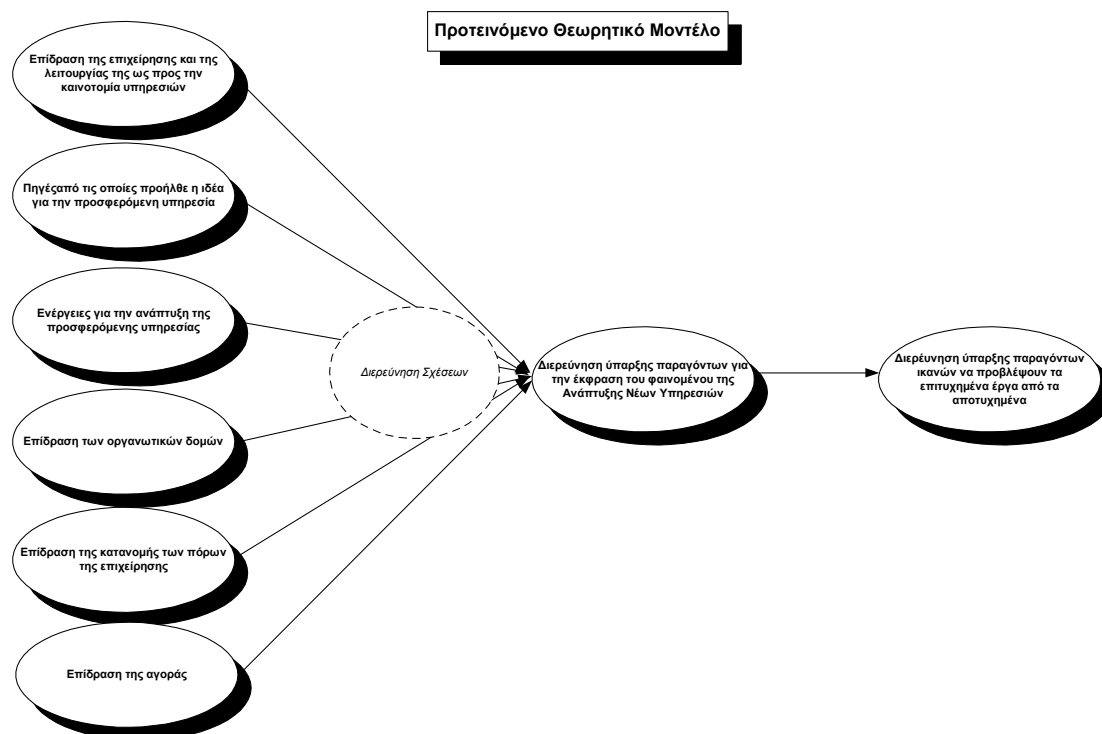 Προτεινόμενο Θεωρητικό Μοντέλο
Επίδραση της επιχείρησης και της
λειτουργίας της ως προς την
καινοτομία υπηρεσιών
Πηγέςαπό τις οποίες προήλθε η ιδέα
για την προσφερόμενη υπηρεσία
Ενέργειες για την ανάπτυξη της
προσφερόμενης υπηρεσίας
Επίδραση των οργανωτικών δομών
Επίδραση της κατανομής των πόρων
της επιχείρησης
Επίδραση της αγοράς
Διερεύνηση Σχέσεων
Διερεύνηση ύπαρξης παραγόντων για
την έκφραση του φαινομένου της
Ανάπτυξης Νέων Υπηρεσιών
Διερέυνηση ύπαρξης παραγόντων
ικανών να προβλέψουν τα
επιτυχημένα έργα από τα
αποτυχημένα